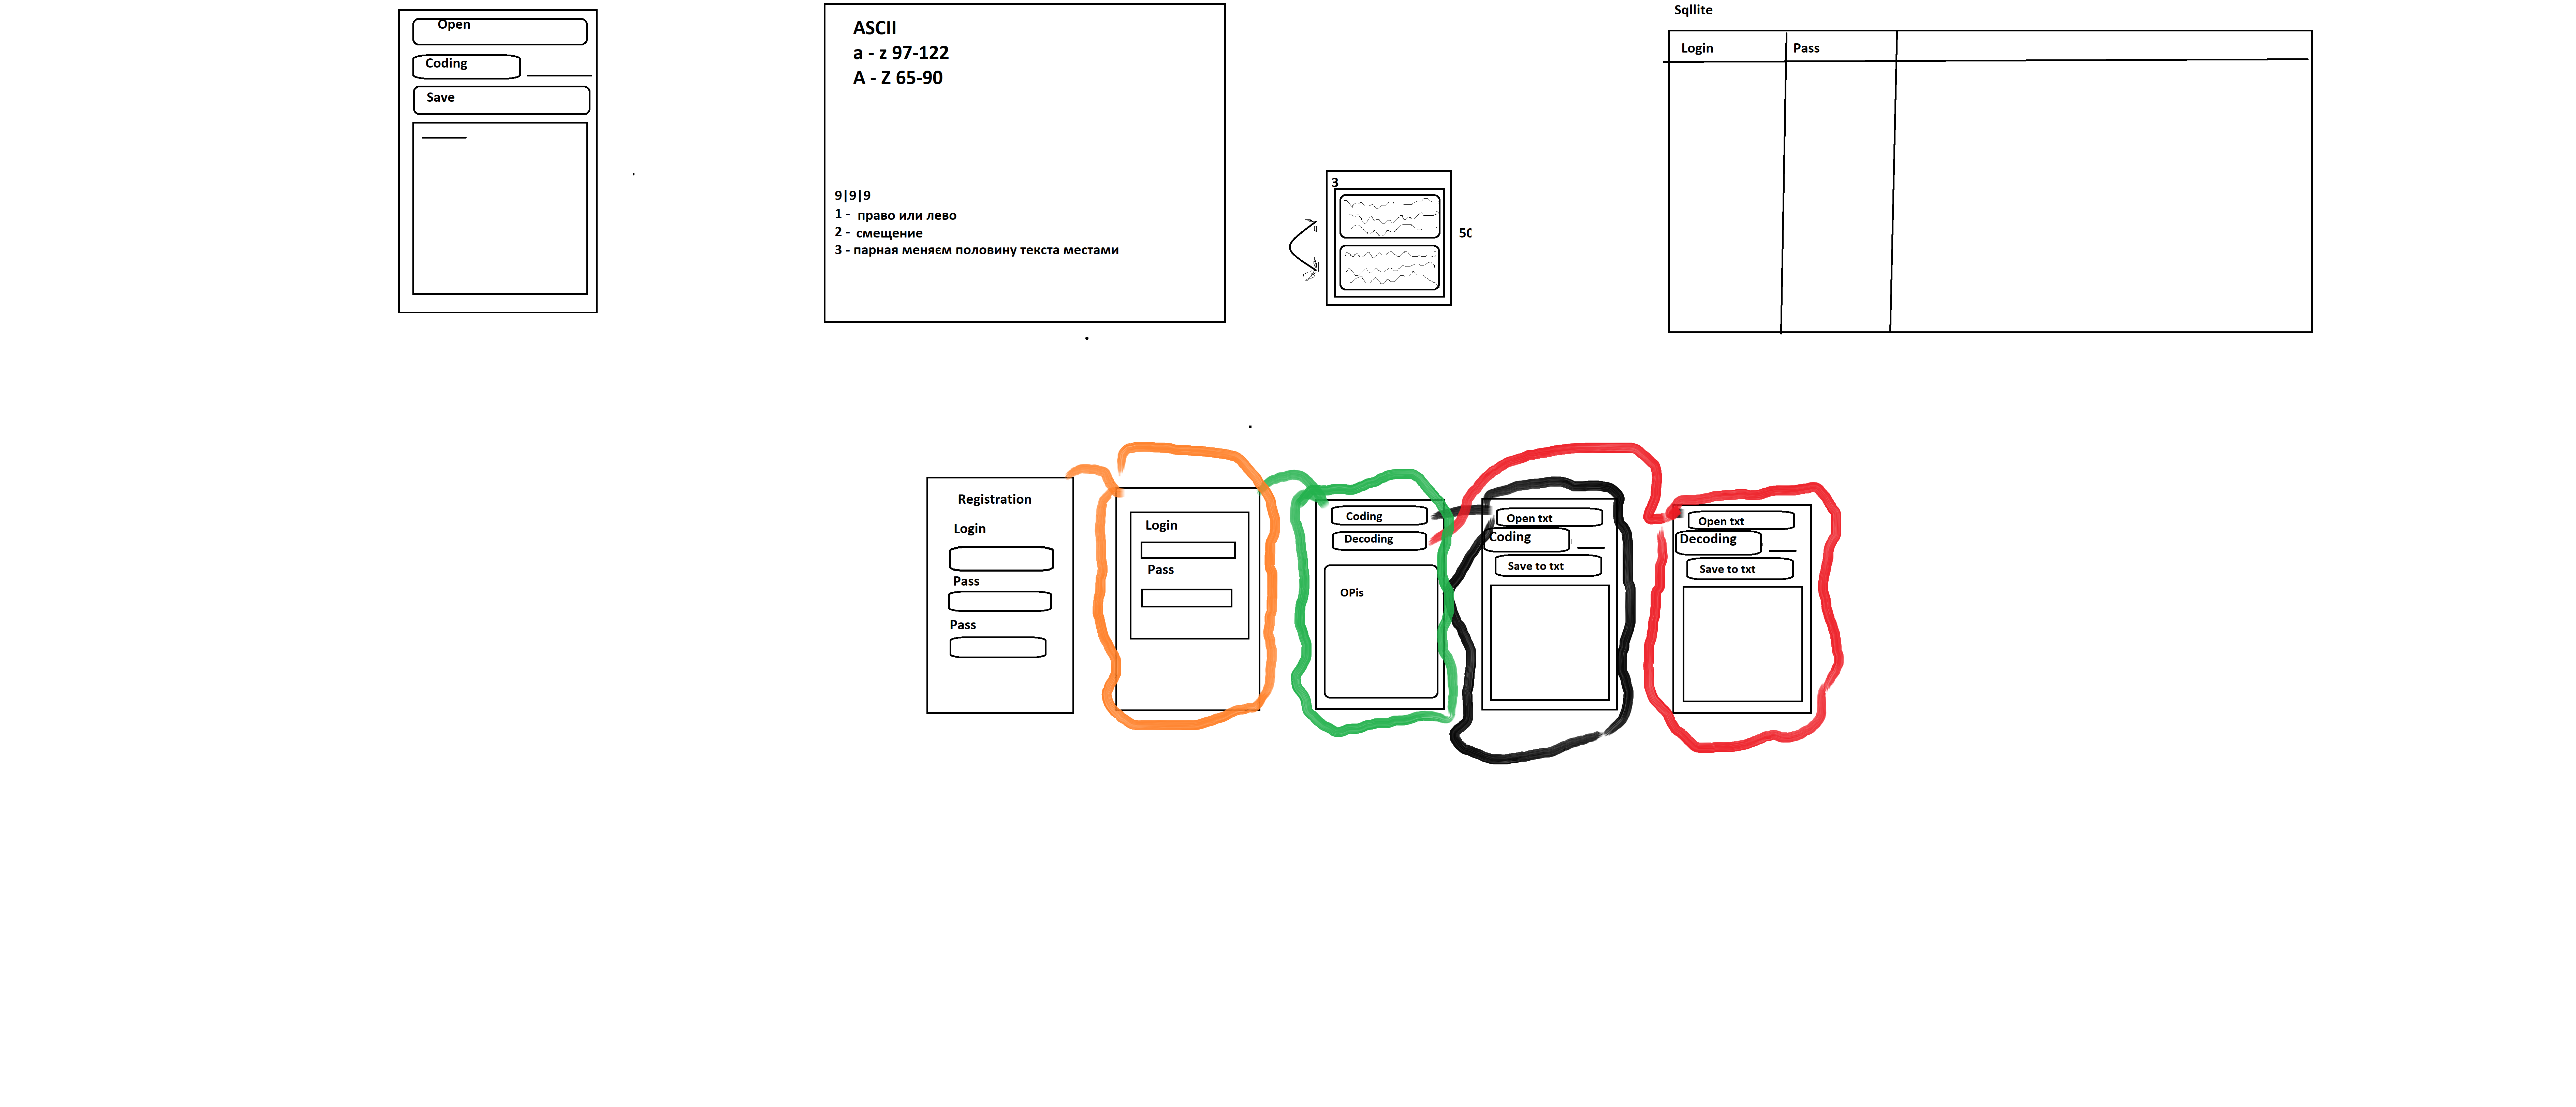 Open
Coding
Save
ASCII
a - z 97-122
A - Z 65-90
9|9|9
1 - право или лево
2 - смещение
3 - парная меняєм половину текста местами
3
Sqllite
Login
Pass
Registration
Login
Pass
Pass
Login
Pass
Coding
Decoding
OPis
Open txt
Coding
Save to txt
Open txt
Decoding
Save to txt